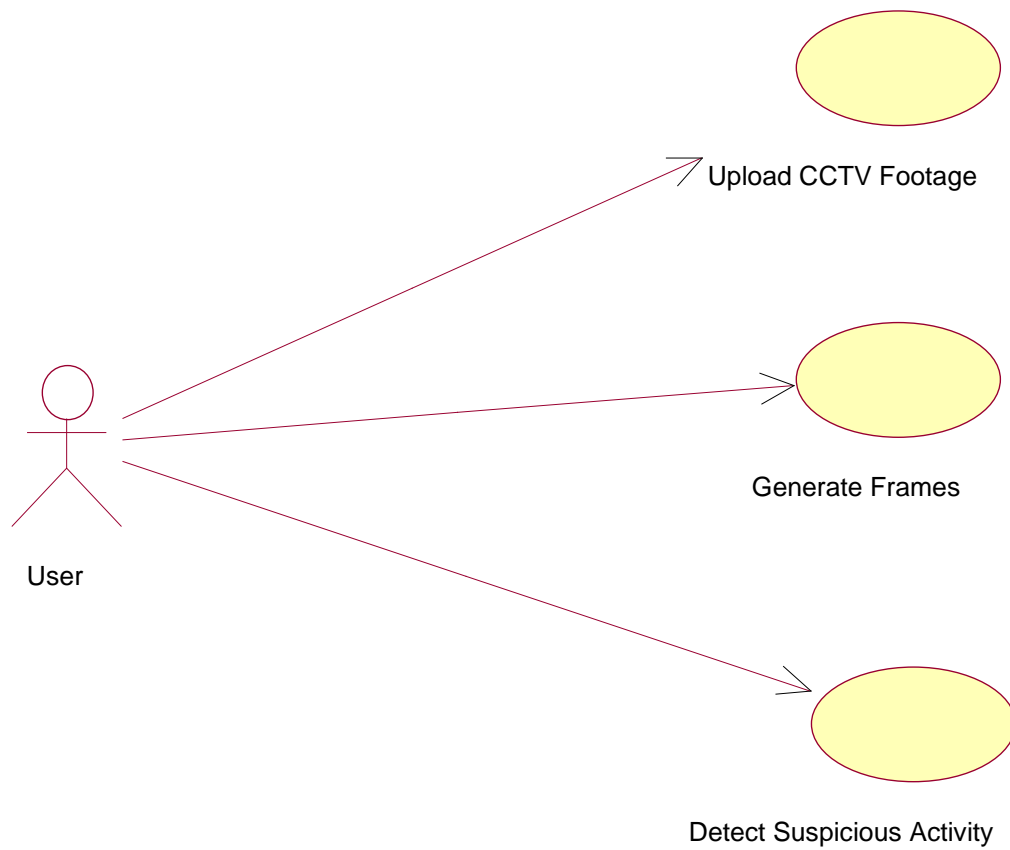 Upload CCTV Footage
Generate Frames
User
Detect Suspicious Activity